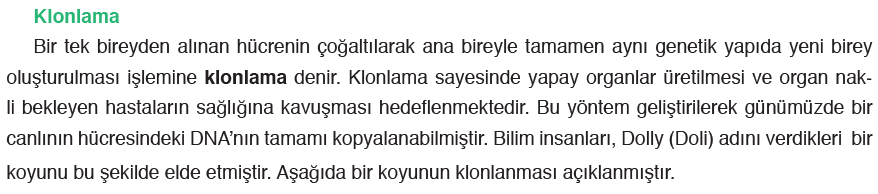 Klonlama
Bir tek bireyden alınan hücrenin çoğaltılarak ana bireyle tamamen aynı genetik yapıda yeni birey
oluşturulması işlemine klonlama denir. Klonlama sayesinde yapay organlar üretilmesi ve organ nak-
li bekleyen hastaların sağlığına kavuşması hedeflenmektedir. Bu yöntem geliştirilerek günümüzde bir
canlının hücresindeki DNA'nın tamamı kopyalanabilmiştir. Bilim insanları, Dolly (Doli) adını verdikleri bir
koyunu bu şekilde elde etmiştir. Aşağıda bir koyunun klonlanması açıklanmıştır.